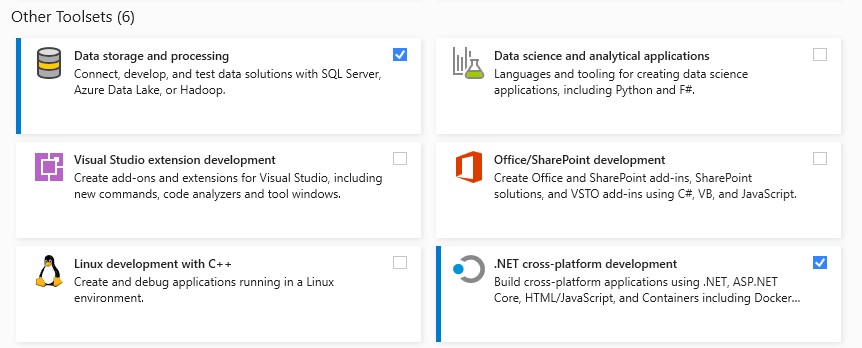 Other Toolsets (6)
Data storage and processing
Connect, develop, and test data solutions with SQL Server,
Azure Data Lake, or Hadoop.
Data science and analytical applications
Languages and tooling for creating data science
applications, including Python and F#.
Visual Studio extension development
Create add-ons and extensions for Visual Studio, including
new commands, code analyzers and tool windows.
Office/SharePoint development
Create Office and SharePoint add-ins, SharePoint
solutions, and VSTO add-ins using C#, VB, and JavaScript.
Linux development with C++
Create and debug applications running in a Linux
environment.
.NET cross-platform development
Build cross-platform applications using .NET, ASP.NET
Core, HTML/JavaScript, and Containers including Docker...